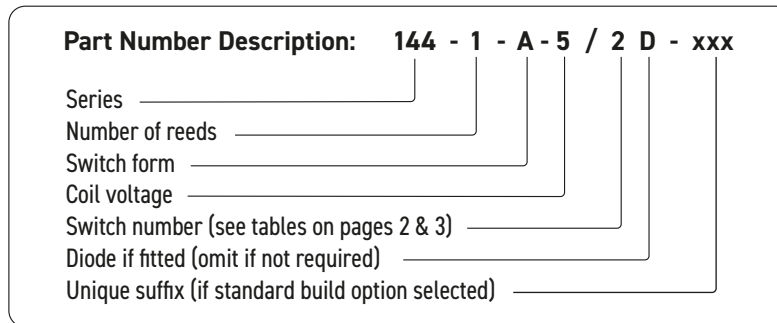 Part Number Description: 144 - 1 - A - 5 / 2 D - xxx
Series
Number of reeds
Switch form
Coil voltage
Switch number (see tables on pages 2 & 3)
Diode if fitted (omit if not required)
Unique suffix (if standard build option selected)